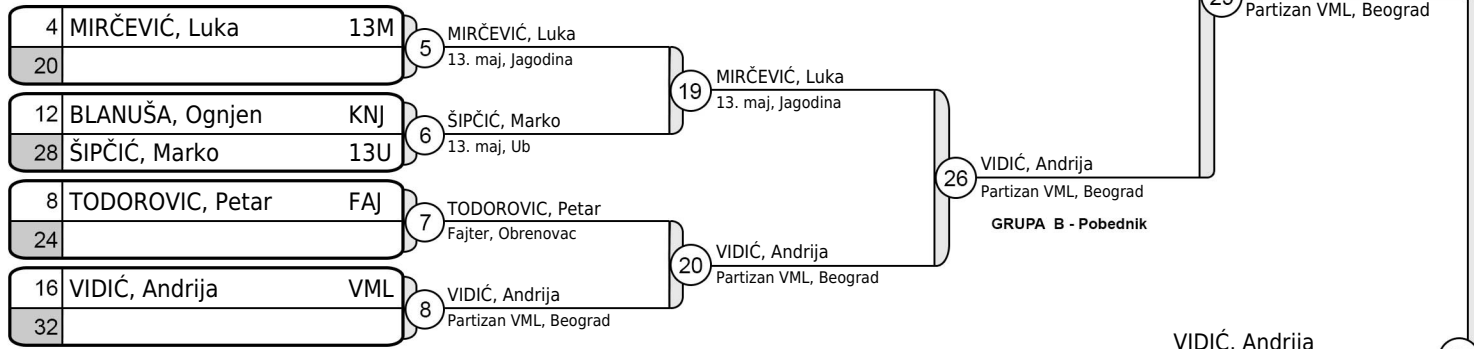 4 MIRČEVIĆ, Luka 13M
20
5
MIRČEVIĆ, Luka
13. maj, Jagodina
12 BLANUŠA, Ognjen KNJ
28 ŠIPČIĆ, Marko 13U
6
ŠIPČIĆ, Marko
13. maj, Ub
8 TODOROVIC, Petar FAJ
24
7
TODOROVIC, Petar
Fajter, Obrenovac
16 VIDIĆ, Andrija VML
32
8
VIDIĆ, Andrija
Partizan VML, Beograd
19
MIRČEVIĆ, Luka
13. maj, Jagodina
20
VIDIĆ, Andrija
Partizan VML, Beograd
26
VIDIĆ, Andrija
Partizan VML, Beograd
GRUPA B - Pobednik
Partizan VML, Beograd
VIDIĆ, Andrija